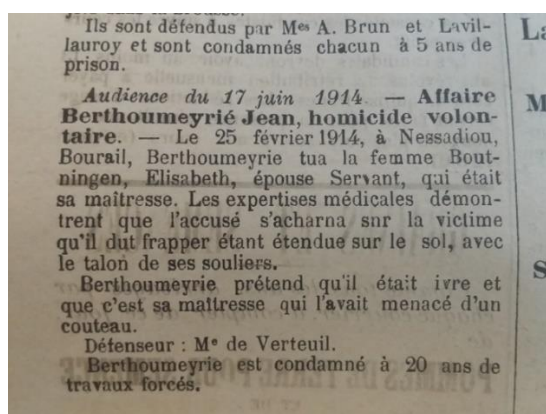 Ils sont défendus par Mes A. Brun et Lavil-
lauroy et sont condamnés chacun à 5 ans de
prison.
Audience du 17 juin 1914. — Affaire
Berthoumeyrié Jean, homicide volon-
taire. — Le 25 février 1914, à Nessadiou,
Bourail, Berthoumeyrie tua la femme Bout-
ningen, Elisabeth, épouse Servant, qui était
sa maîtresse. Les expertises médicales démon-
trent que l'accusé s'acharna snr la victime
qu'il dut frapper étant étendue sur le sol, avec
le talon de ses souliers.
Berthoumeyrie prétend qu'il était ivre et
que c'est sa maîtresse qui l'avait menacé d'un
couteau.
Défenseur : Me de Verteuil.
Berthoumeyrie est condamné à 20 ans de
travaux forcés.